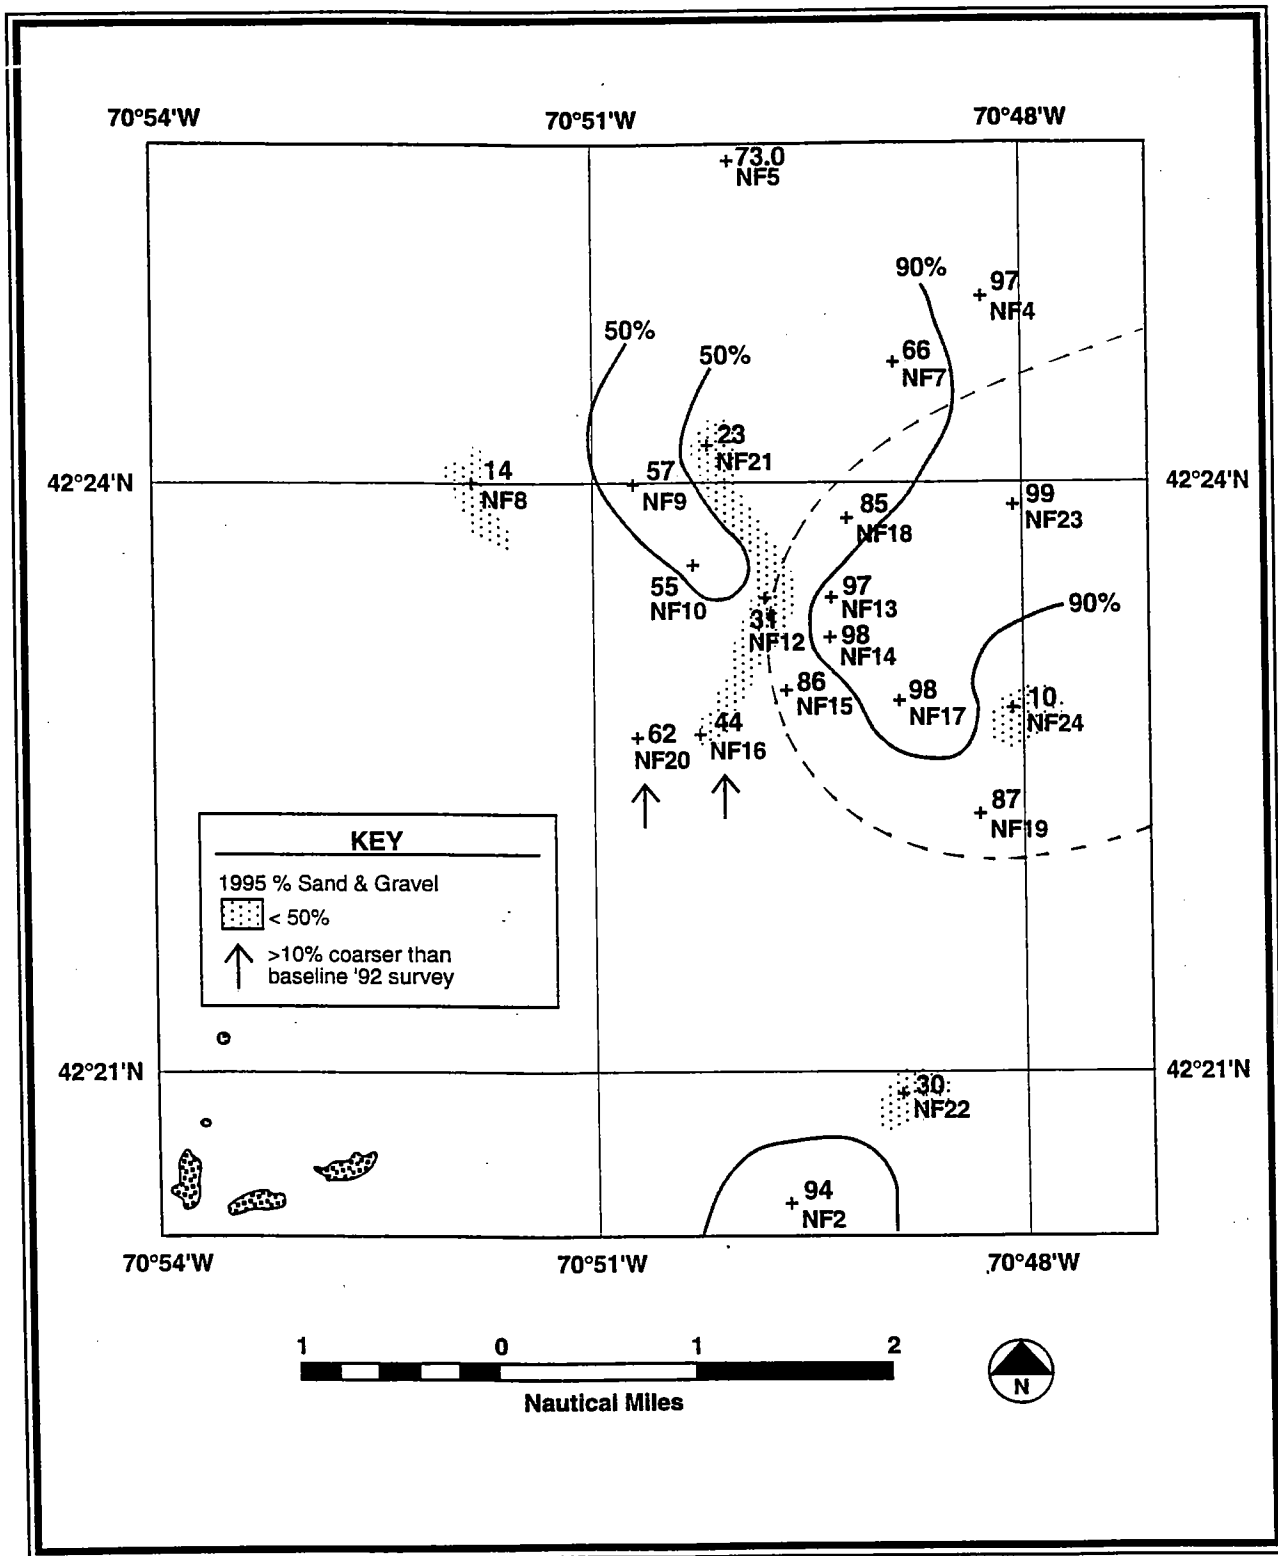 70°54'W
70°51'W
70°48'W
+73.0
NF5
90%
+ 97
NF4
50%
50%
+ 66
NF7
23
+
NF21
14
+
NF8
57
+
NF9
42°24'N
42°24'N
85
+
NF18
+ 99
NF23
+
55
NF10
+ 97
NF13
90%
+
31
NF12
+ 98
NF14
+ 86
NF15
+ 98
NF17
+ 10
NF24
+ 62
NF20
+ 44
NF16
87
+
NF19
KEY
1995 % Sand & Gravel
< 50%
>10% coarser than
baseline '92 survey
42°21'N
42°21'N
+ 30
NF22
94
+
NF2
70°54'W
70°51'W
70°48'W
1 0 1 2
Nautical Miles
N